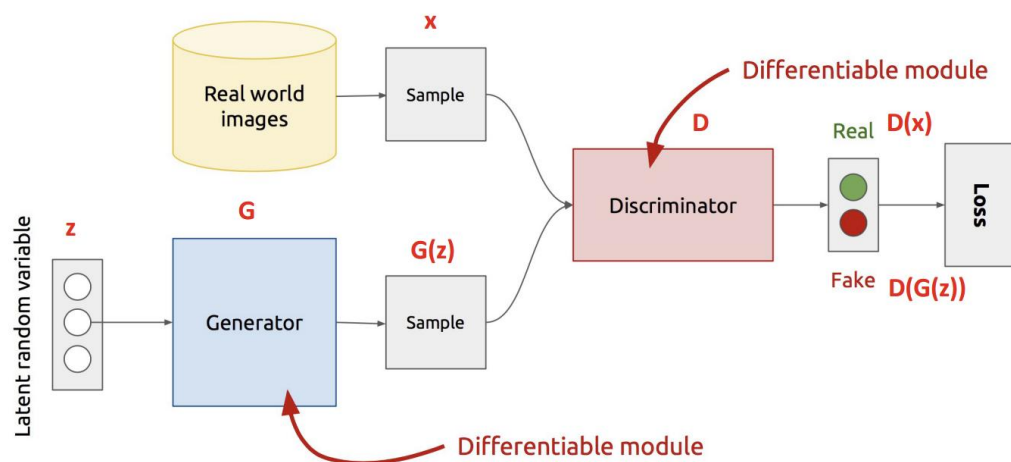 x
Real world
images
Sample
Differentiable module
D
Real
D(x)
Discriminator
Loss
Fake
D(G(z))
G
z
G(z)
Latent random variable
Generator
Sample
Differentiable module